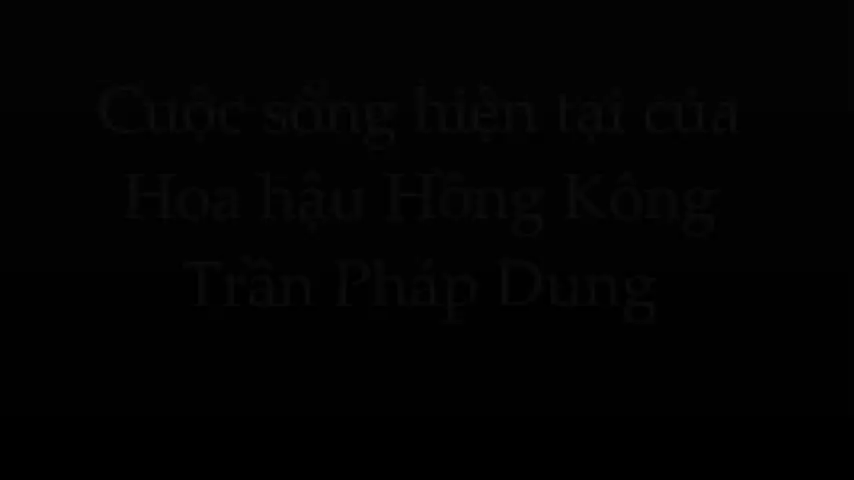 Cuộc sống hiện tại của
Hoa hậu Hồng Kông
Trần Pháp Dung